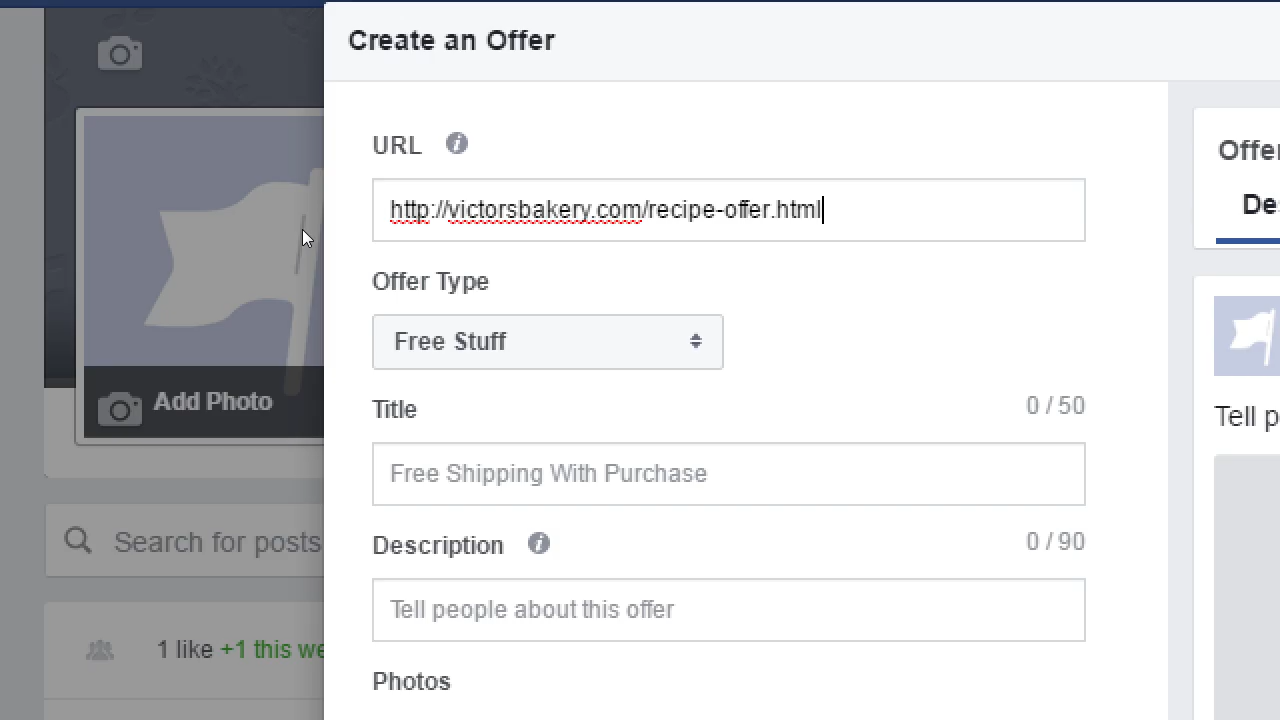 Create an Offer
URL
http://victorsbakery.com/recipe-offer.html
Offer Type
Free Stuff
Title 0 / 50
Free Shipping With Purchase
Description 0 / 90
Tell people about this offer
Photos
Add Photo
Search for posts
1 like +1 this we
Offer
De
Tell p